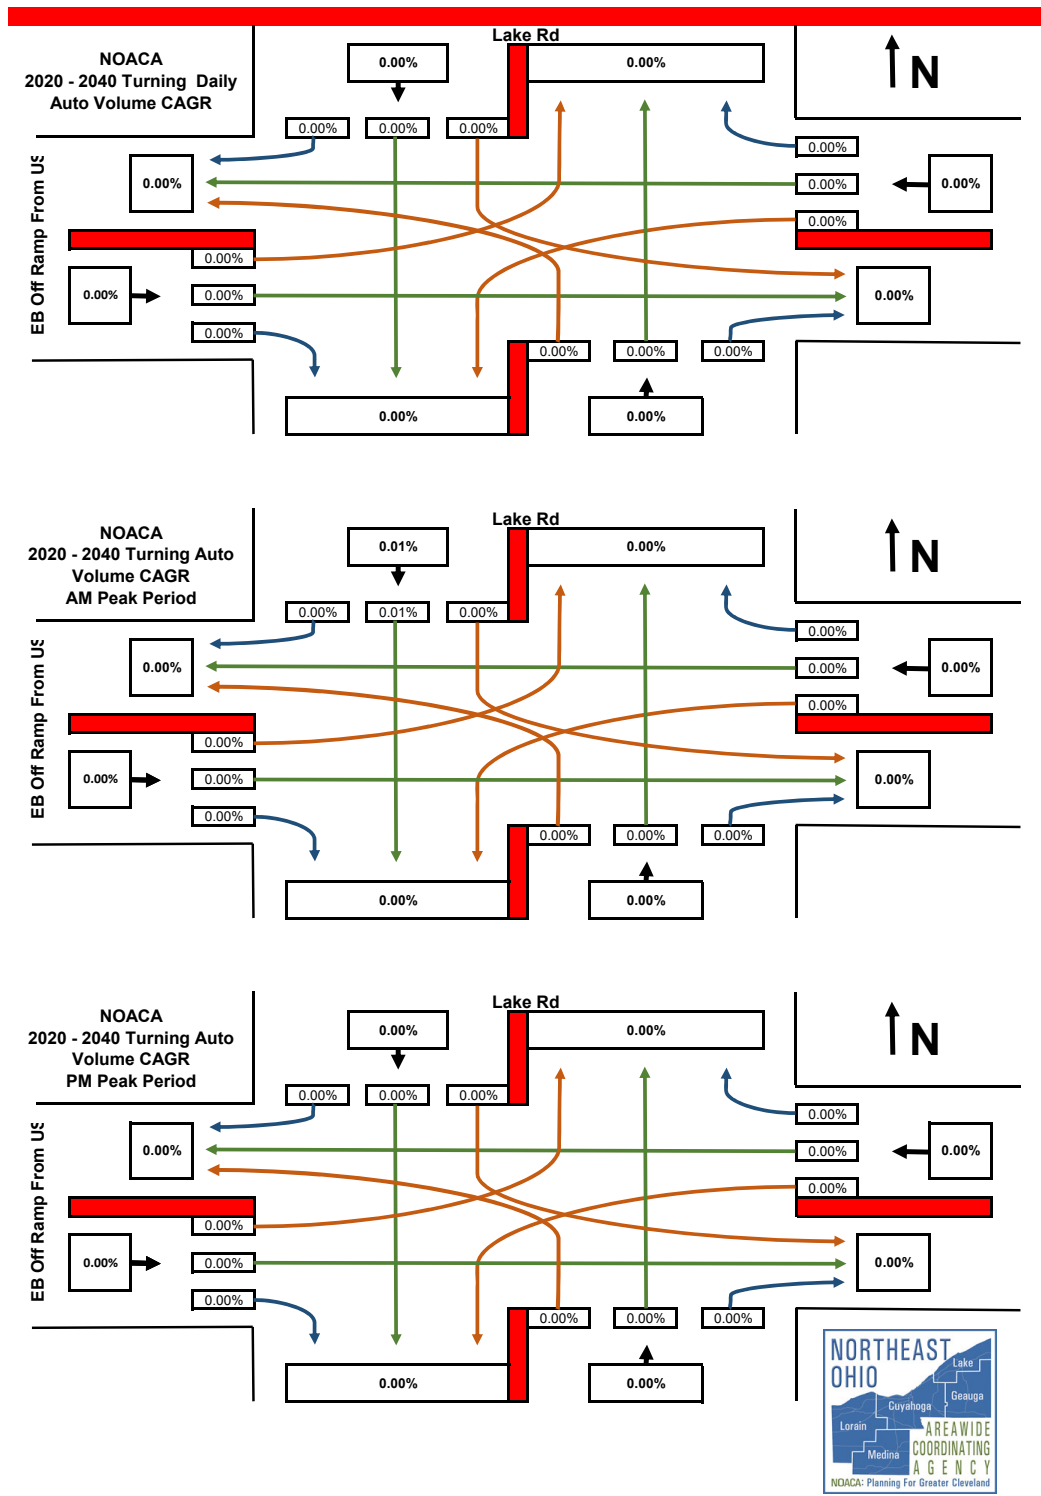 Lake Rd
NOACA
2020 - 2040 Turning Daily
Auto Volume CAGR
0.00%
0.00%
N
0.00%
0.00%
0.00%
0.00%
0.00%
0.00%
0.00%
0.00%
EB Off Ramp From US
0.00%
0.00%
0.00%
0.00%
0.00%
0.00%
0.00%
0.00%
0.00%
0.00%
0.00%
Lake Rd
NOACA
2020 - 2040 Turning Auto
Volume CAGR
AM Peak Period
0.01%
0.00%
N
0.00%
0.01%
0.00%
0.00%
0.00%
0.00%
0.00%
0.00%
EB Off Ramp From US
0.00%
0.00%
0.00%
0.00%
0.00%
0.00%
0.00%
0.00%
0.00%
0.00%
0.00%
Lake Rd
NOACA
2020 - 2040 Turning Auto
Volume CAGR
PM Peak Period
0.00%
0.00%
N
0.00%
0.00%
0.00%
0.00%
0.00%
0.00%
0.00%
0.00%
EB Off Ramp From US
0.00%
0.00%
0.00%
0.00%
0.00%
0.00%
0.00%
0.00%
0.00%
0.00%
0.00%
NORTHEAST
OHIO
Lake
Geauga
Cuyahoga
Lorain
Medina
AREAWIDE
COORDINATING
AGENCY
NOACA: Planning For Greater Cleveland